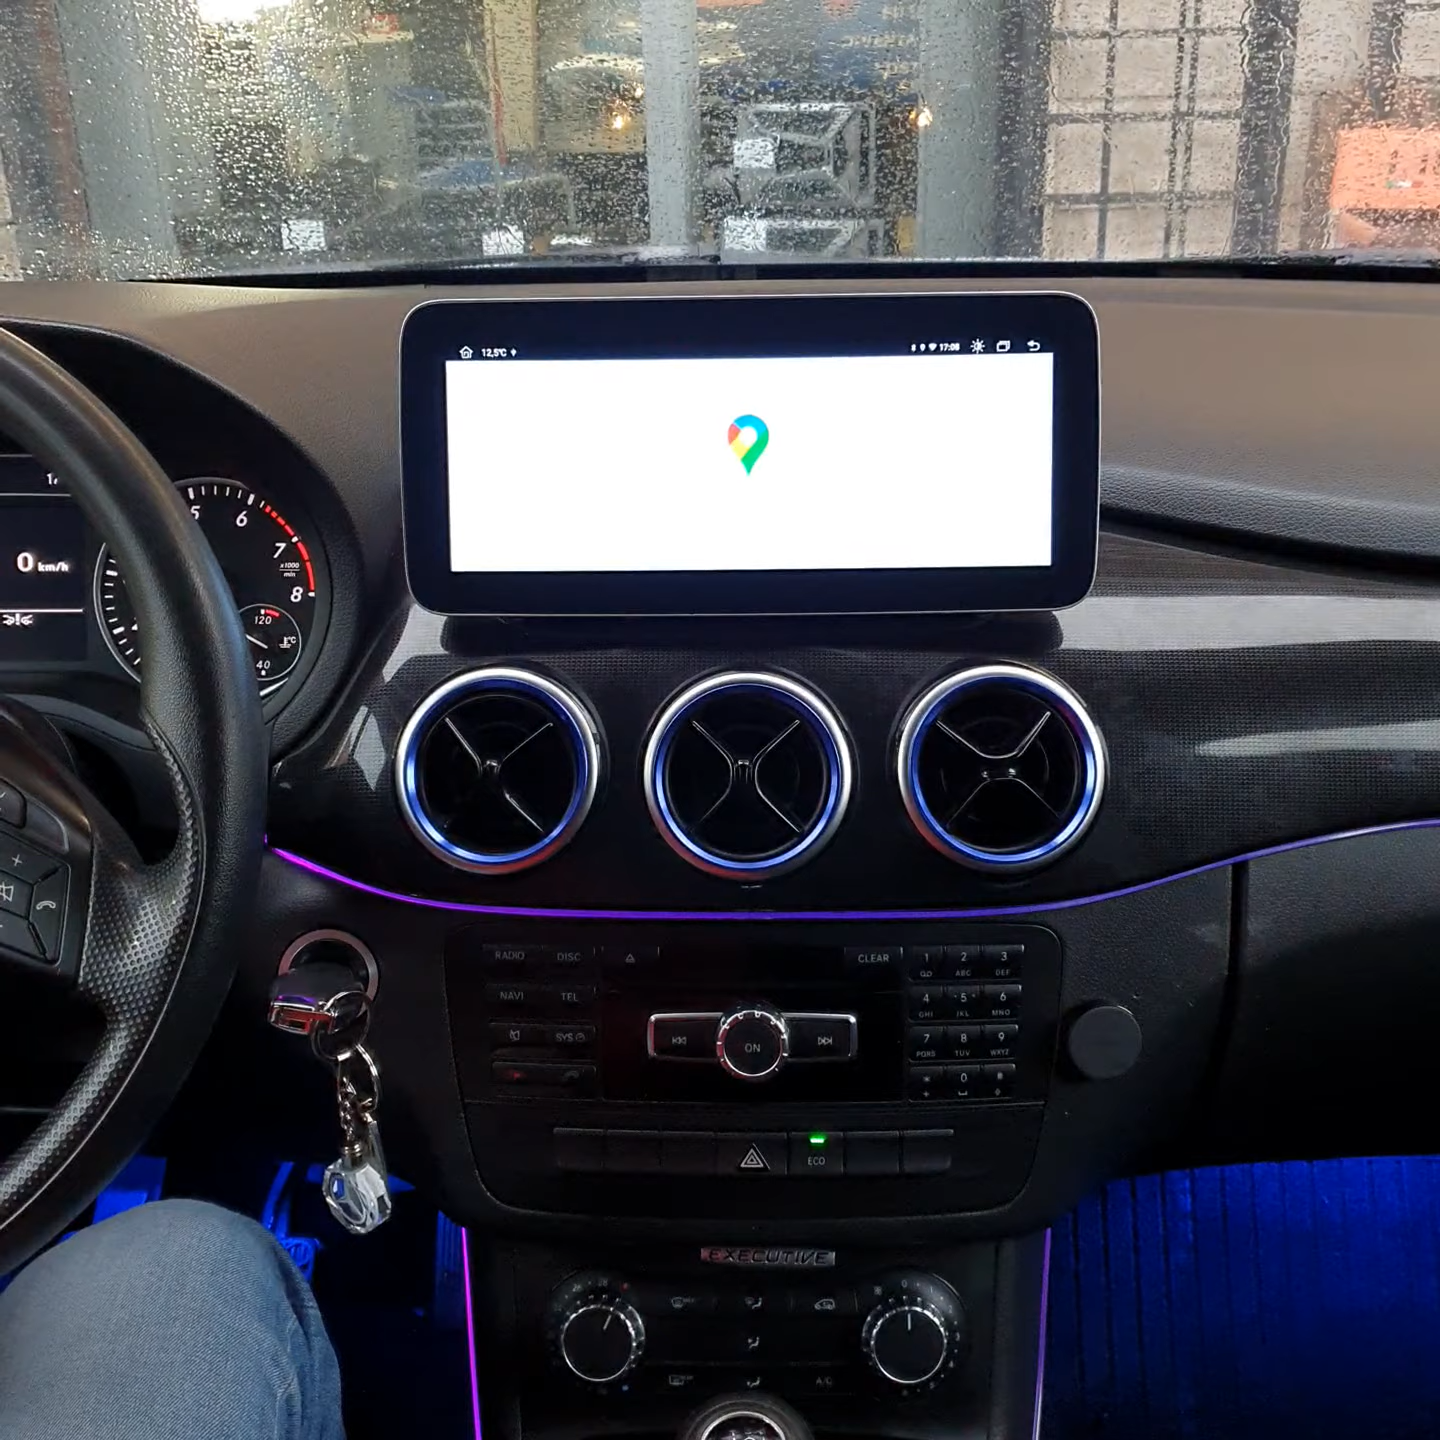 12,5°C
17:08
5
6
7
x1000
min
8
120
°C
40
0 km/h
RADIO
DISC
CLEAR
1
2
ABC
3
DEF
NAVI
TEL
4
GHI
5
JKL
6
MNO
SYS
7
PQRS
8
TUV
9
WXYZ
ON
*
0
ECO
EXECUTIVE
A/C